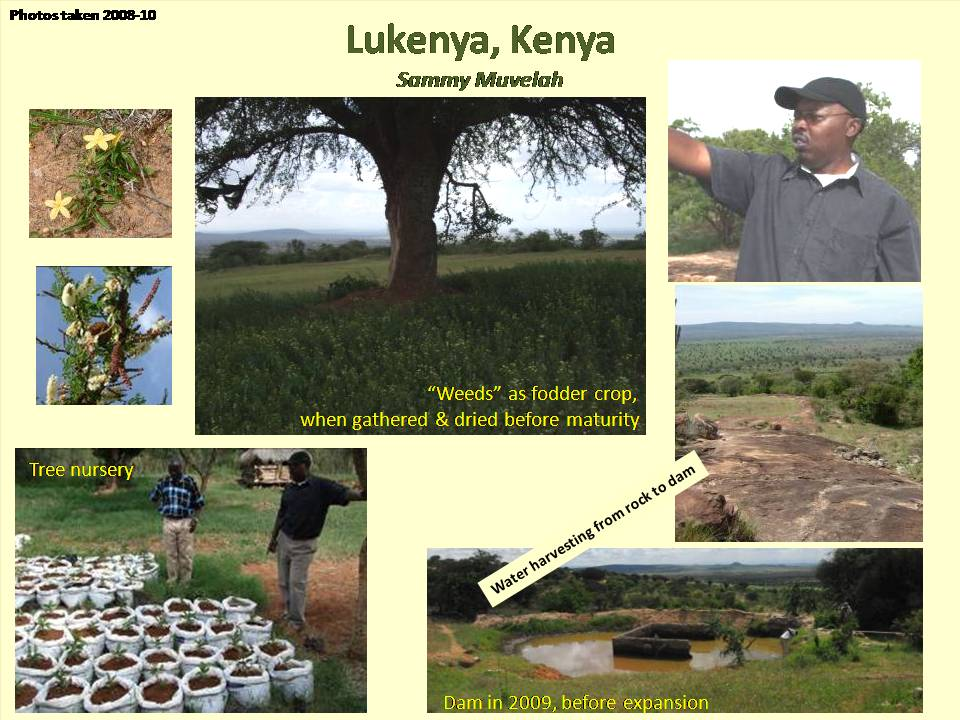 Photos taken 2008-10
Lukenya, Kenya
Sammy Muvelah
“Weeds” as fodder crop,
when gathered & dried before maturity
Tree nursery
Water harvesting from rock to dam
Dam in 2009, before expansion